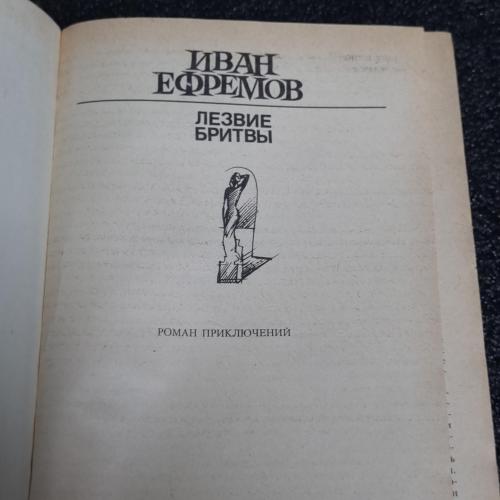 ИВАН
ЕФРЕМОВ
ЛЕЗВИЕ
БРИТВЫ
РОМАН ПРИКЛЮЧЕНИЙ